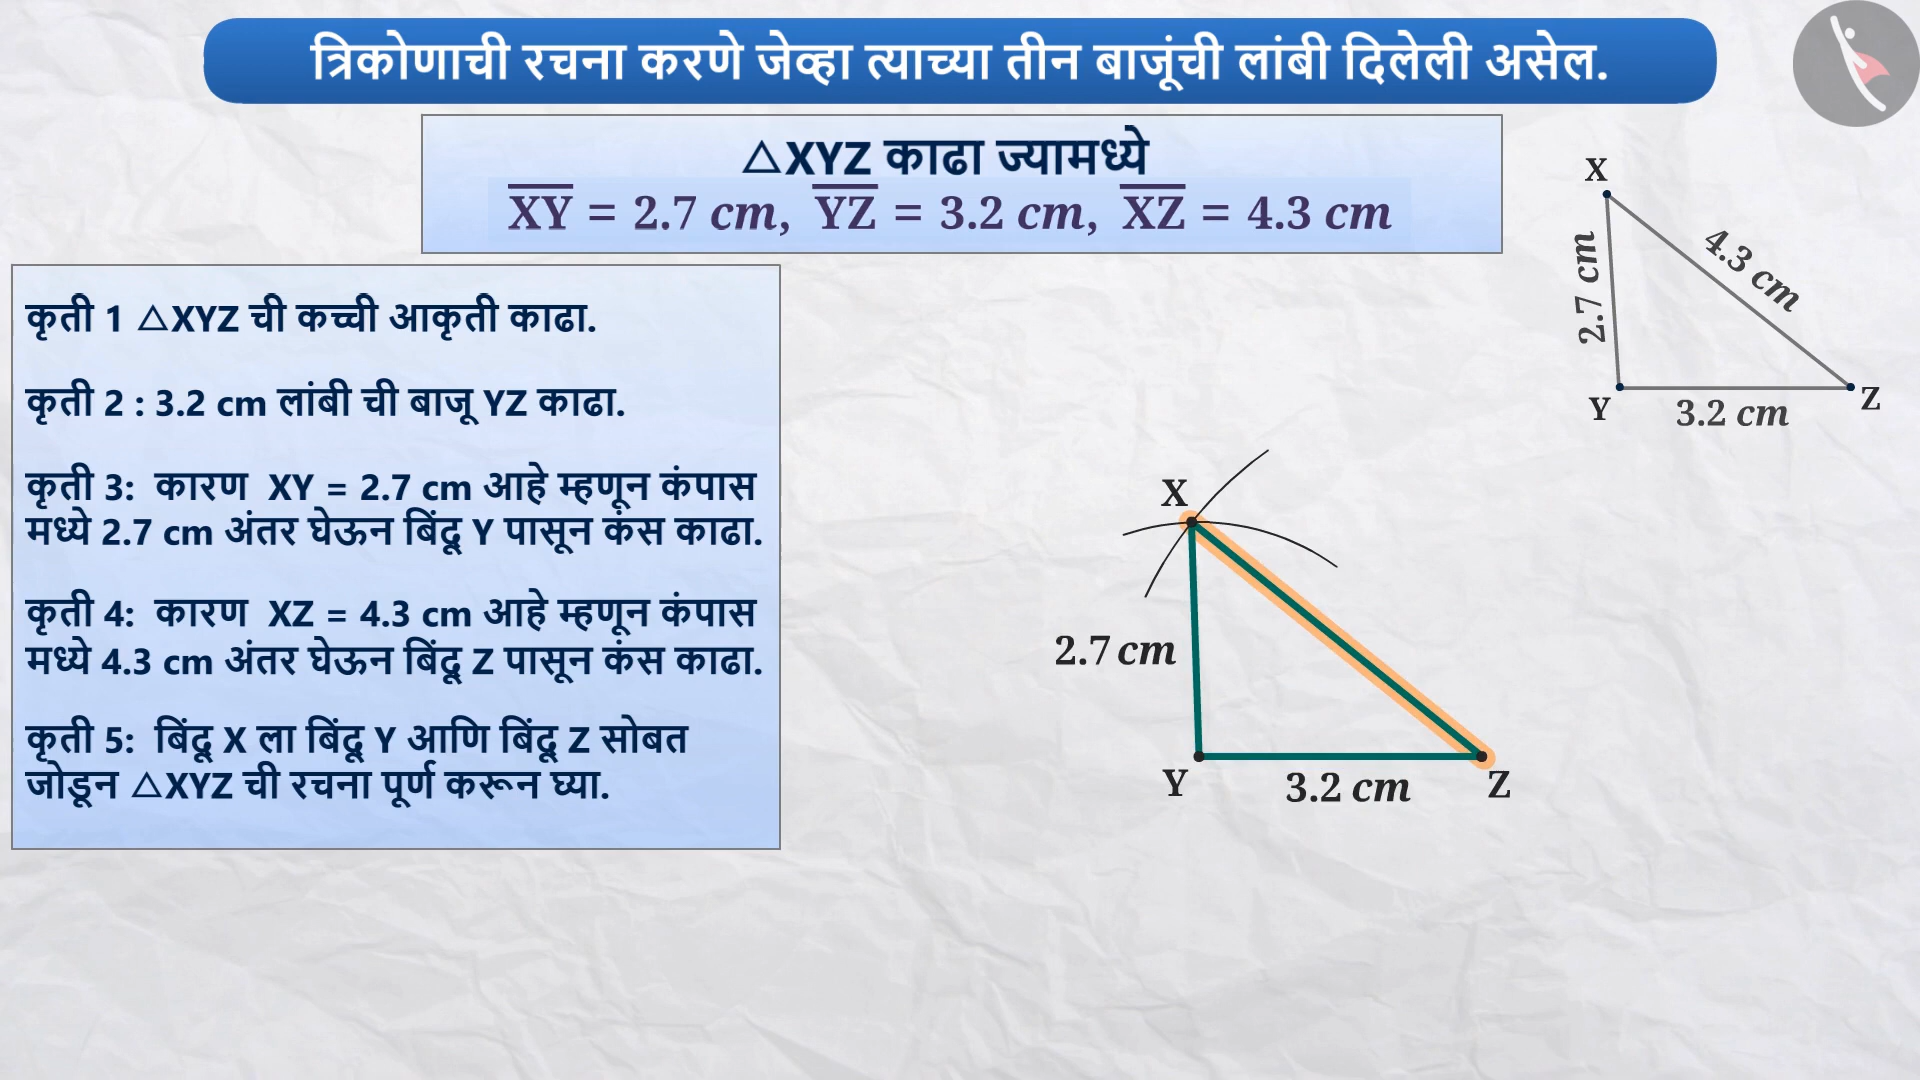 त्रिकोणाची रचना करणे जेव्हा त्याच्या तीन बाजूंची लांबी दिलेली असेल.
△XYZ काढा ज्यामध्ये
X̅Y̅ = 2.7 cm, Y̅Z̅ = 3.2 cm, X̅Z̅ = 4.3 cm
कृती 1 △XYZ ची कच्ची आकृती काढा.
कृती 2 : 3.2 cm लांबी ची बाजू YZ काढा.
कृती 3: कारण XY = 2.7 cm आहे म्हणून कंपास
मध्ये 2.7 cm अंतर घेऊन बिंदू Y पासून कंस काढा.
कृती 4: कारण XZ = 4.3 cm आहे म्हणून कंपास
मध्ये 4.3 cm अंतर घेऊन बिंदू Z पासून कंस काढा.
कृती 5: बिंदू X ला बिंदू Y आणि बिंदू Z सोबत
जोडून △XYZ ची रचना पूर्ण करून घ्या.
X
2.7 cm
4.3 cm
Y
3.2 cm
Z
X
2.7 cm
Y
3.2 cm
Z